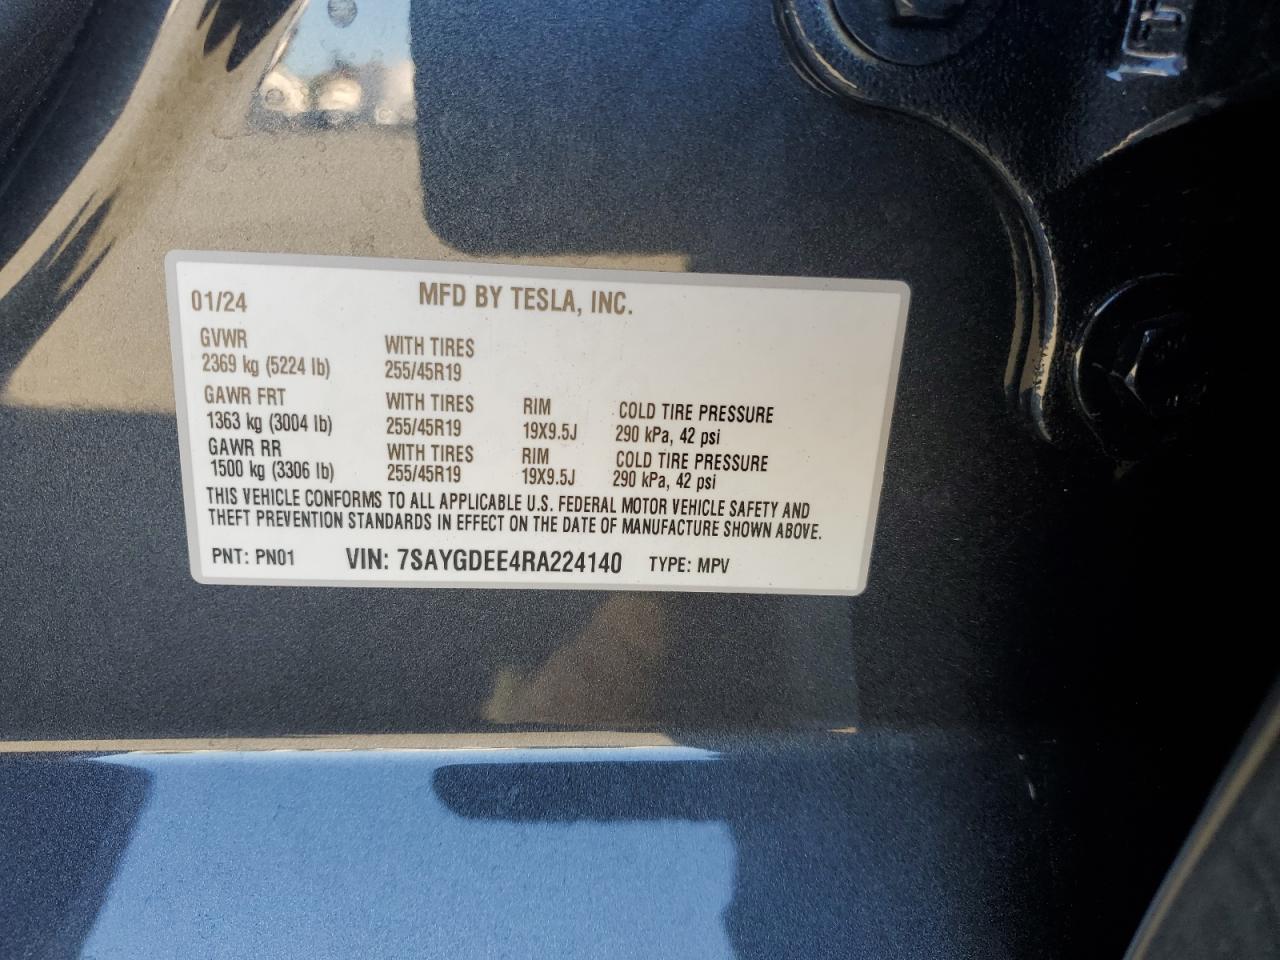 01/24 MFD BY TESLA, INC.
GVWR WITH TIRES
2369 kg (5224 lb) 255/45R19
GAWR FRT WITH TIRES RIM COLD TIRE PRESSURE
1363 kg (3004 lb) 255/45R19 19X9.5J 290 kPa, 42 psi
GAWR RR WITH TIRES RIM COLD TIRE PRESSURE
1500 kg (3306 lb) 255/45R19 19X9.5J 290 kPa, 42 psi
THIS VEHICLE CONFORMS TO ALL APPLICABLE U.S. FEDERAL MOTOR VEHICLE SAFETY AND
THEFT PREVENTION STANDARDS IN EFFECT ON THE DATE OF MANUFACTURE SHOWN ABOVE.
PNT: PN01 VIN: 7SAYGDEE4RA224140 TYPE: MPV